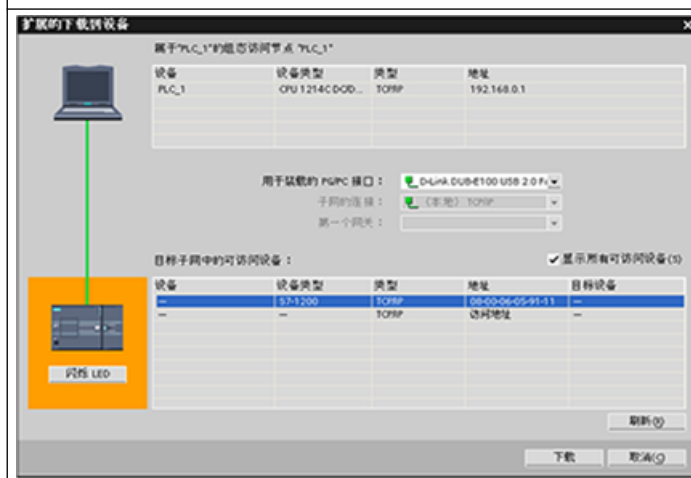 扩展的下载到设备
属于"PLC_1"的组态访问节点 "PLC_1"
设备 设备类型 类型 地址
PLC_1 CPU 1214C DC/D... TCP/IP 192.168.0.1
用于装载的 PG/PC 接口：
D-Link DUB-E100 USB 2.0 F
子网的连接：
（本地） TCP/IP
第一个网关：
目标子网中的可访问设备：
显示所有可访问设备(S)
设备 设备类型 类型 地址 目标设备
— S7-1200 TCP/IP 08-00-06-05-91-11 —
— — TCP/IP 访问地址 —
闪烁 LED
刷新(R)
下载
取消(C)